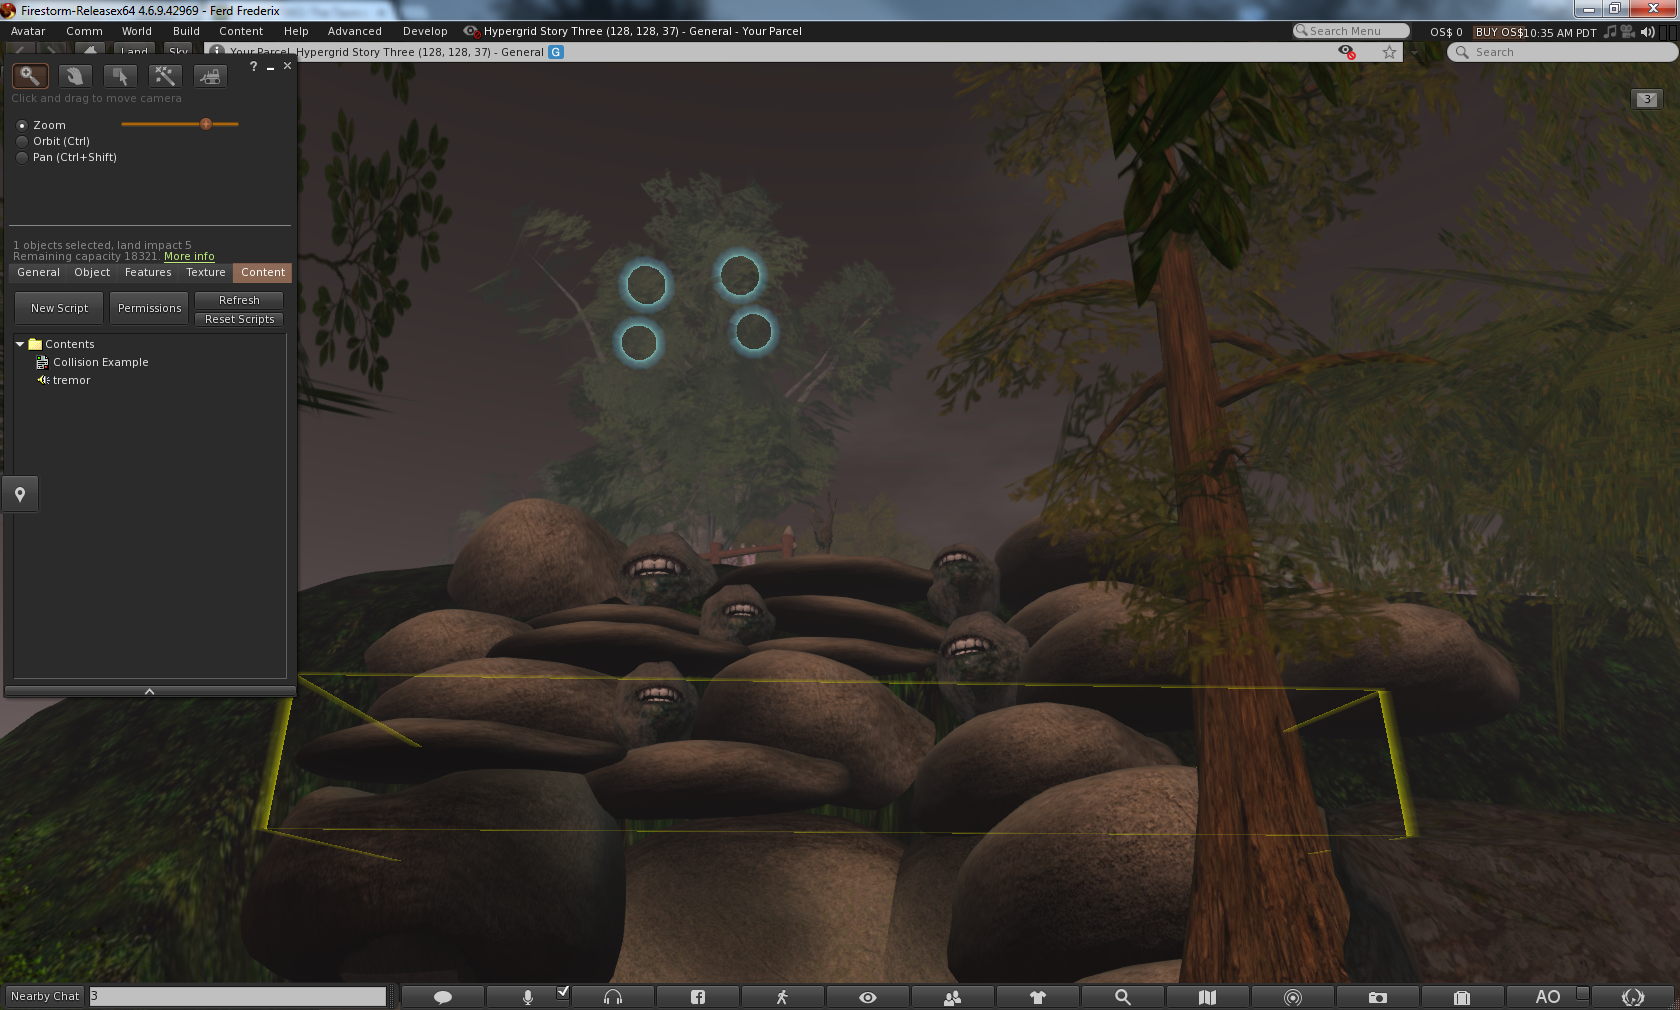 Firestorm-Releasex64 4.6.9.42969 - Ferd Frederix
Avatar Comm World Build Content Help Advanced Develop Hypergrid Story Three (128, 128, 37) - General - Your Parcel Search Menu OS$ 0 BUY OS$ 10:35 AM PDT
Land Sky Your Parcel, Hypergrid Story Three (128, 128, 37) - General G Search
? 
3
Click and drag to move camera
Zoom
Orbit (Ctrl)
Pan (Ctrl+Shift)
1 objects selected, land impact 5
Remaining capacity 18321. More info
General Object Features Texture Content
New Script Permissions Refresh
Reset Scripts
Contents
Collision Example
tremor
Nearby Chat 3 AO